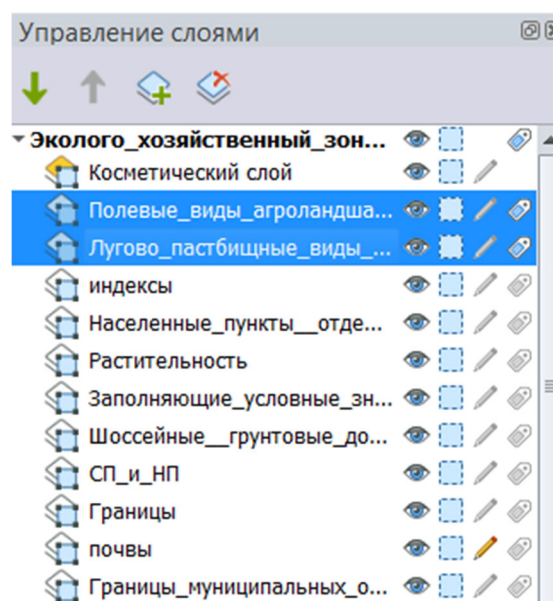 Управление слоями
Эколого_хозяйственный_зон...
Косметический слой
Полевые_виды_агроландша...
Лугово_пастбищные_виды_...
индексы
Населенные_пункты__отде...
Растительность
Заполняющие_условные_зн...
Шоссейные__грунтовые_до...
СП_и_НП
Границы
почвы
Границы_муниципальных_о...